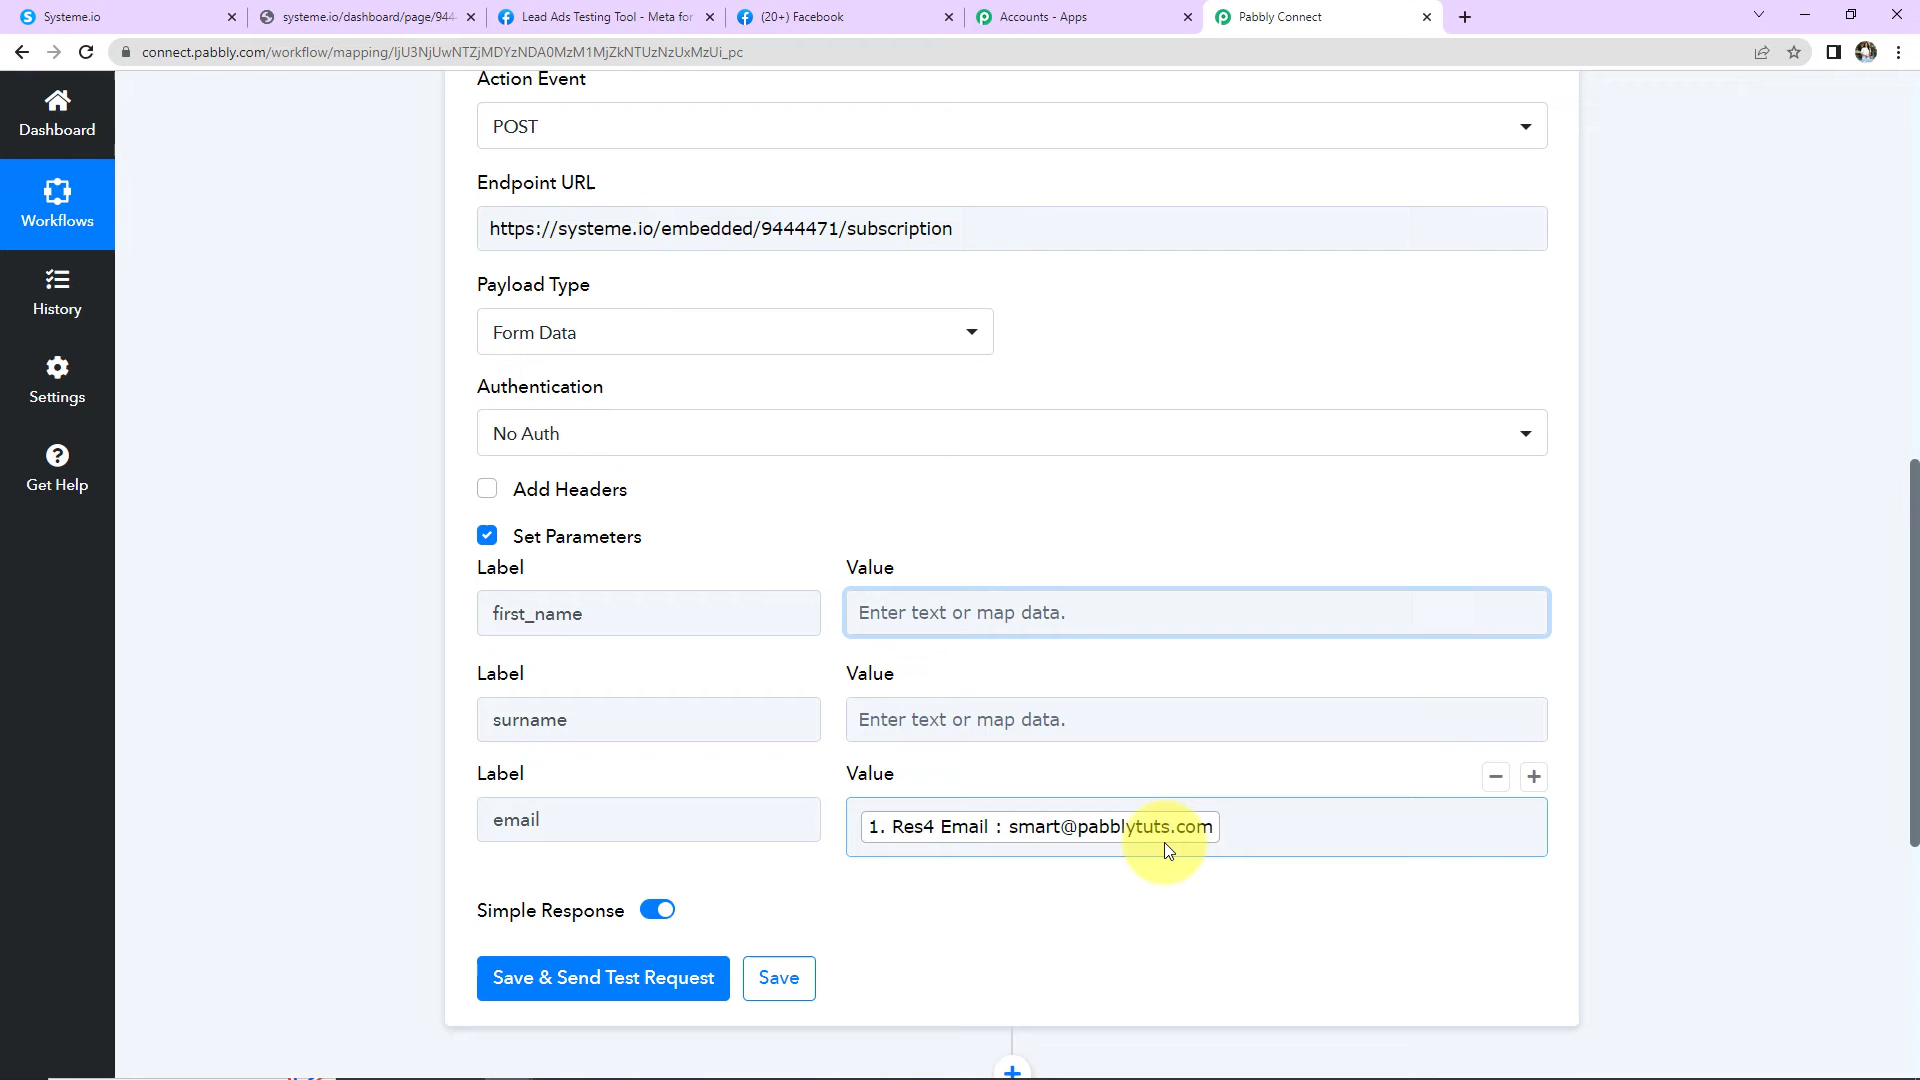 Systeme.io
systeme.io/dashboard/page/944
Lead Ads Testing Tool - Meta for
(20+) Facebook
Accounts - Apps
Pabbly Connect
connect.pabbly.com/workflow/mapping/IjU3NjUwNTZjMDYzNDA0MzM1MjZkNTUzNzUxMzUi_pc
Dashboard
Workflows
History
Settings
Get Help
Action Event
POST
Endpoint URL
https://systeme.io/embedded/9444471/subscription
Payload Type
Form Data
Authentication
No Auth
Add Headers
Set Parameters
Label
Value
first_name
Enter text or map data.
Label
Value
surname
Enter text or map data.
Label
Value
email
1. Res4 Email : smart@pabblytuts.com
Simple Response
Save & Send Test Request
Save